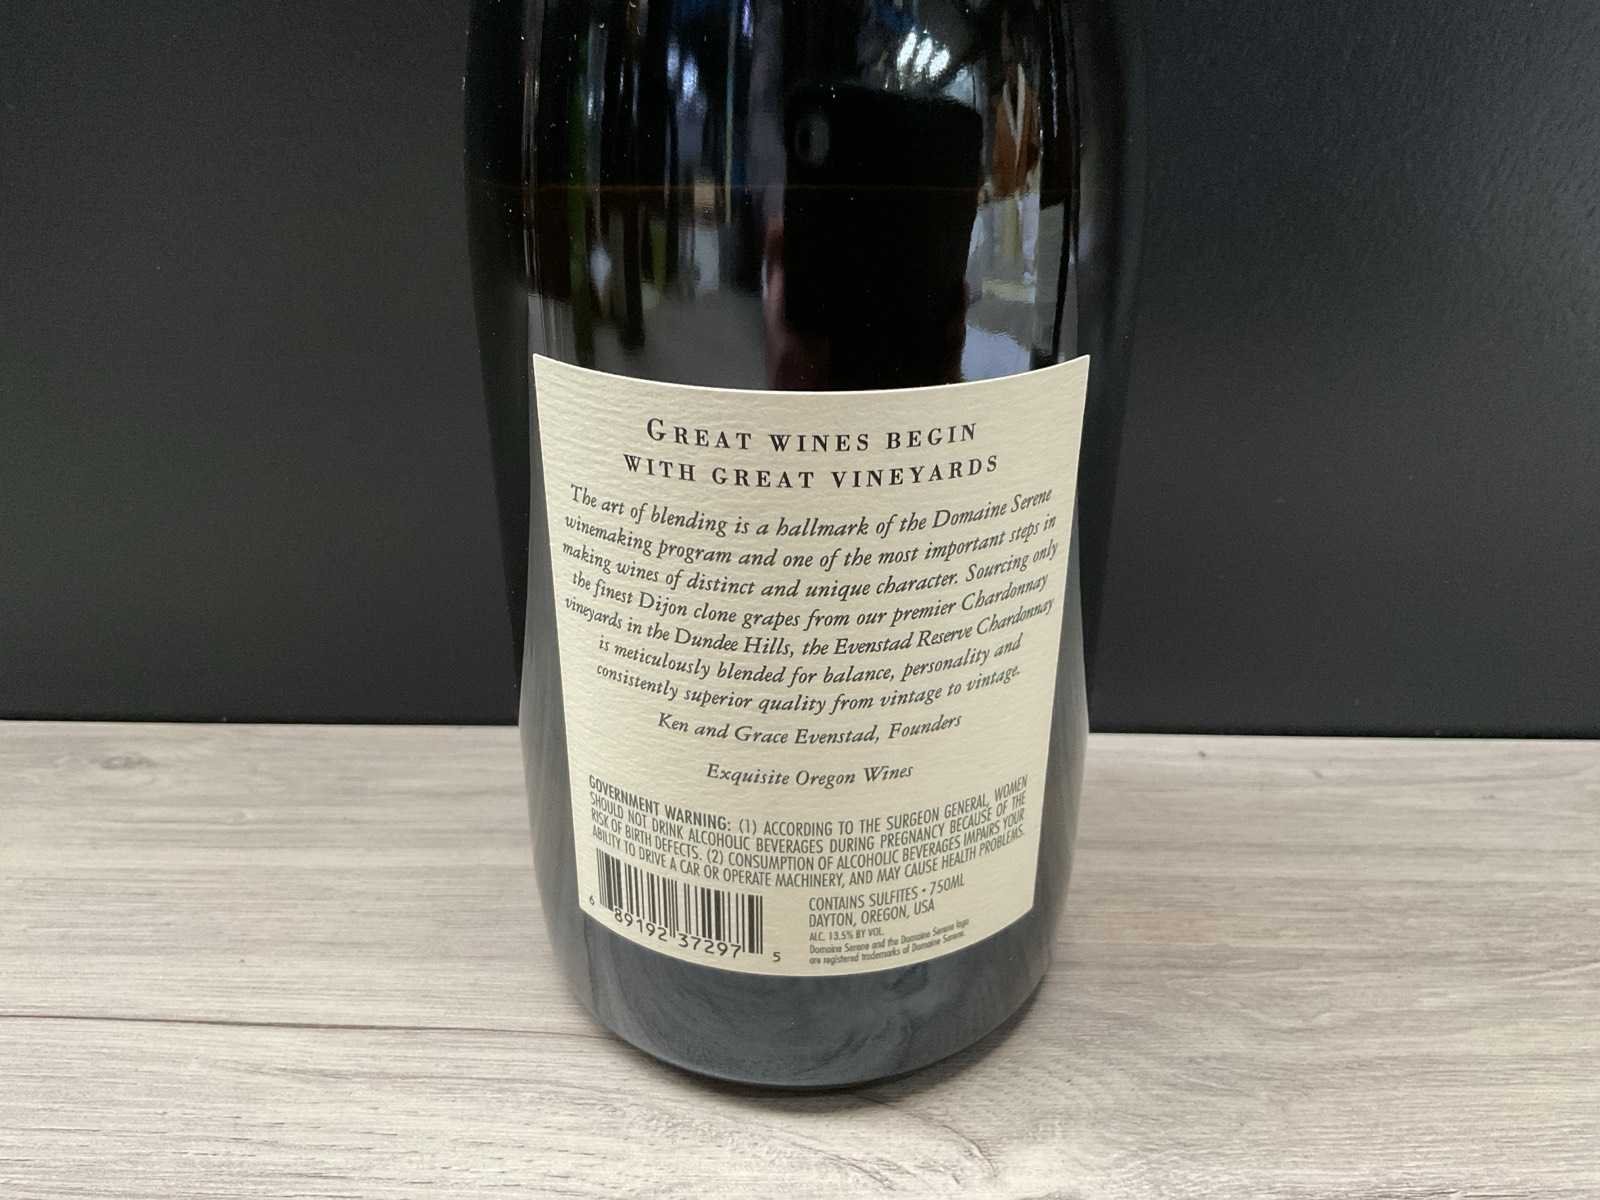 GREAT WINES BEGIN
WITH GREAT VINEYARDS
The art of blending is a hallmark of the Domaine Serene
winemaking program and one of the most important steps in
making wines of distinct and unique character. Sourcing only
the finest Dijon clone grapes from our premier Chardonnay
vineyards in the Dundee Hills, the Evenstad Reserve Chardonnay
is meticulously blended for balance, personality and
consistently superior quality from vintage to vintage.
Ken and Grace Evenstad, Founders
Exquisite Oregon Wines
GOVERNMENT WARNING: (1) ACCORDING TO THE SURGEON GENERAL, WOMEN
SHOULD NOT DRINK ALCOHOLIC BEVERAGES DURING PREGNANCY BECAUSE OF THE
RISK OF BIRTH DEFECTS. (2) CONSUMPTION OF ALCOHOLIC BEVERAGES IMPAIRS YOUR
ABILITY TO DRIVE A CAR OR OPERATE MACHINERY, AND MAY CAUSE HEALTH PROBLEMS.
6 89192 37297 5
CONTAINS SULFITES • 750ML
DAYTON, OREGON, USA
ALC. 13.5% BY VOL.
Domaine Serene and the Domaine Serene logo
are registered trademarks of Domaine Serene.